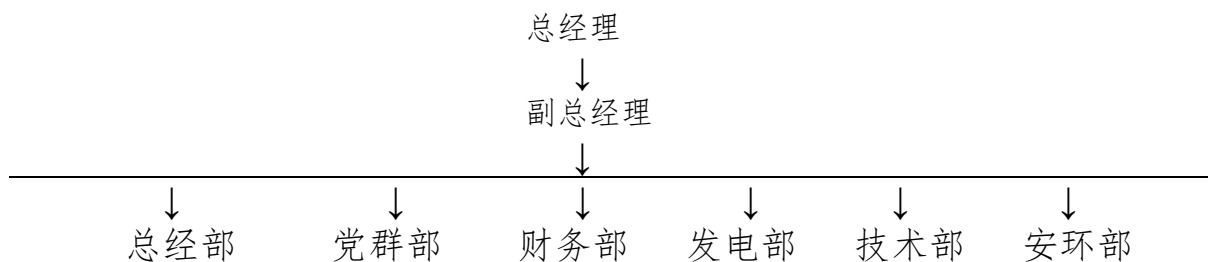 总经理
↓
副总经理
↓
↓ ↓ ↓ ↓ ↓ ↓
总经部 党群部 财务部 发电部 技术部 安环部